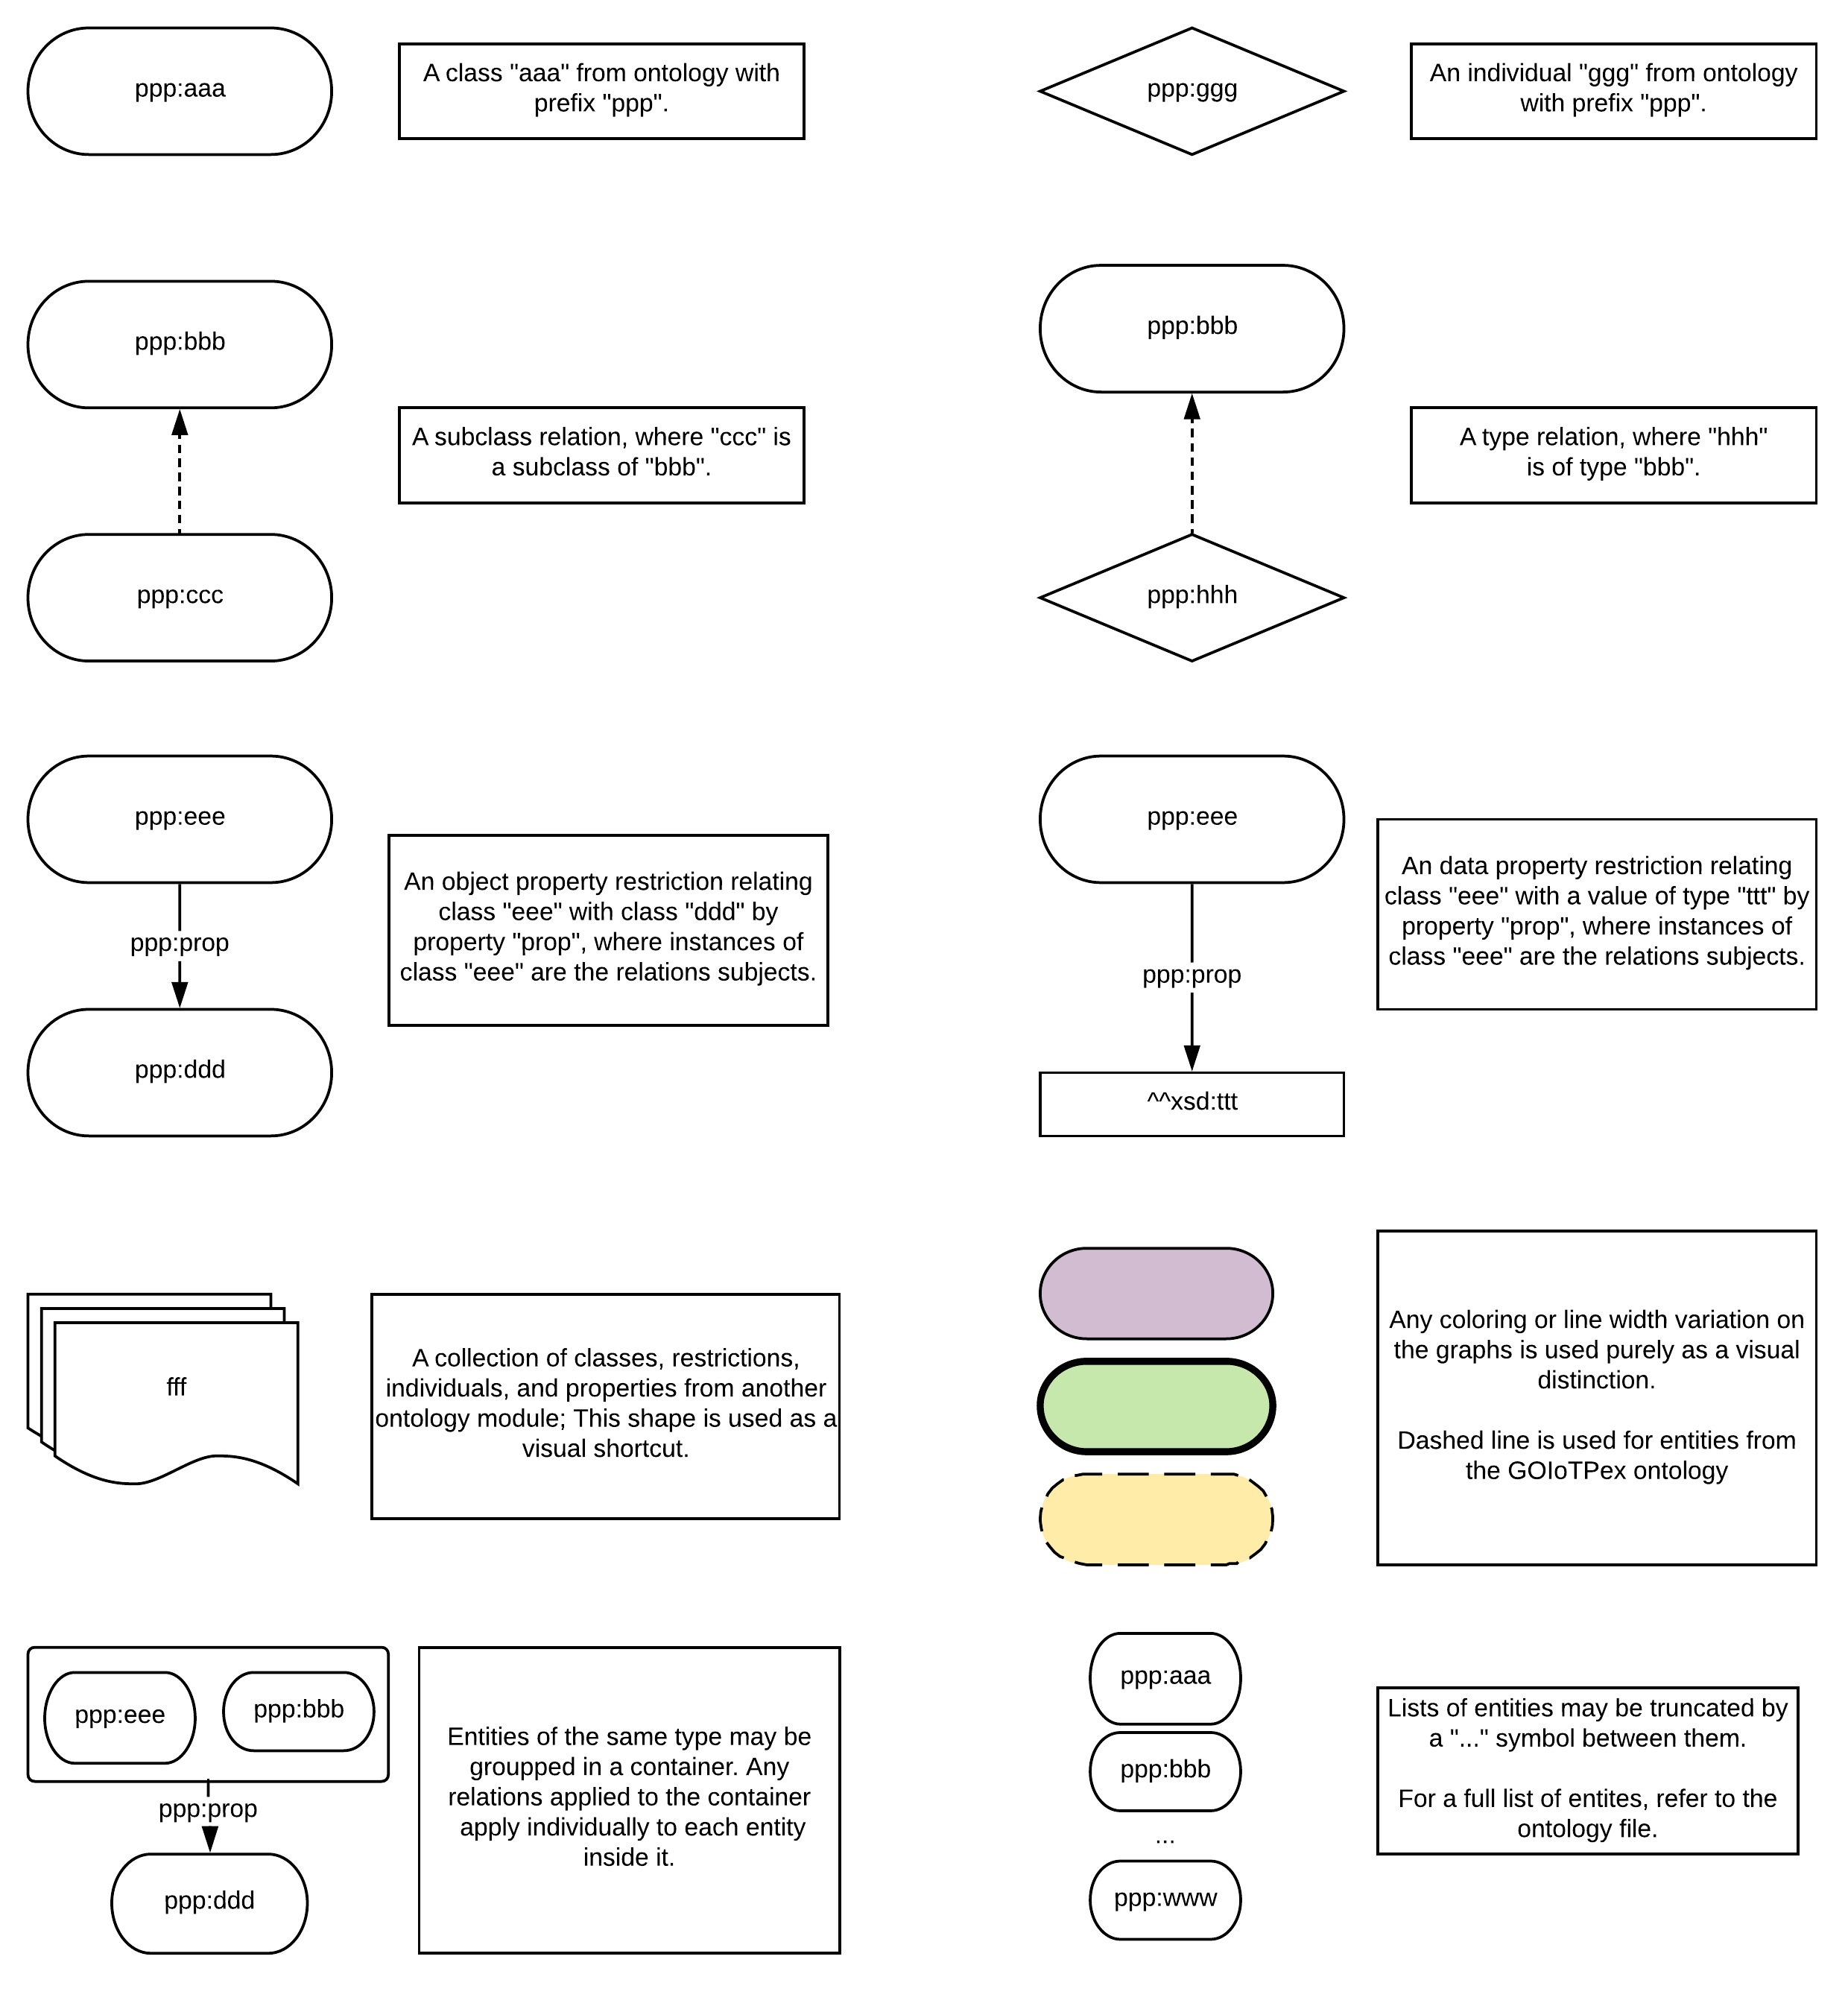 ppp:aaa
A class "aaa" from ontology with
prefix "ppp".
ppp:ggg
An individual "ggg" from ontology
with prefix "ppp".
ppp:bbb
A subclass relation, where "ccc" is
a subclass of "bbb".
ppp:ccc
ppp:bbb
A type relation, where "hhh"
is of type "bbb".
ppp:hhh
ppp:eee
ppp:prop
ppp:ddd
An object property restriction relating
class "eee" with class "ddd" by
property "prop", where instances of
class "eee" are the relations subjects.
ppp:eee
ppp:prop
^^xsd:ttt
An data property restriction relating
class "eee" with a value of type "ttt" by
property "prop", where instances of
class "eee" are the relations subjects.
fff
A collection of classes, restrictions,
individuals, and properties from another
ontology module; This shape is used as a
visual shortcut.
Any coloring or line width variation on
the graphs is used purely as a visual
distinction.
Dashed line is used for entities from
the GOIoTPex ontology
ppp:eee
ppp:bbb
ppp:prop
ppp:ddd
Entities of the same type may be
groupped in a container. Any
relations applied to the container
apply individually to each entity
inside it.
ppp:aaa
ppp:bbb
...
ppp:www
Lists of entities may be truncated by
a "..." symbol between them.
For a full list of entites, refer to the
ontology file.